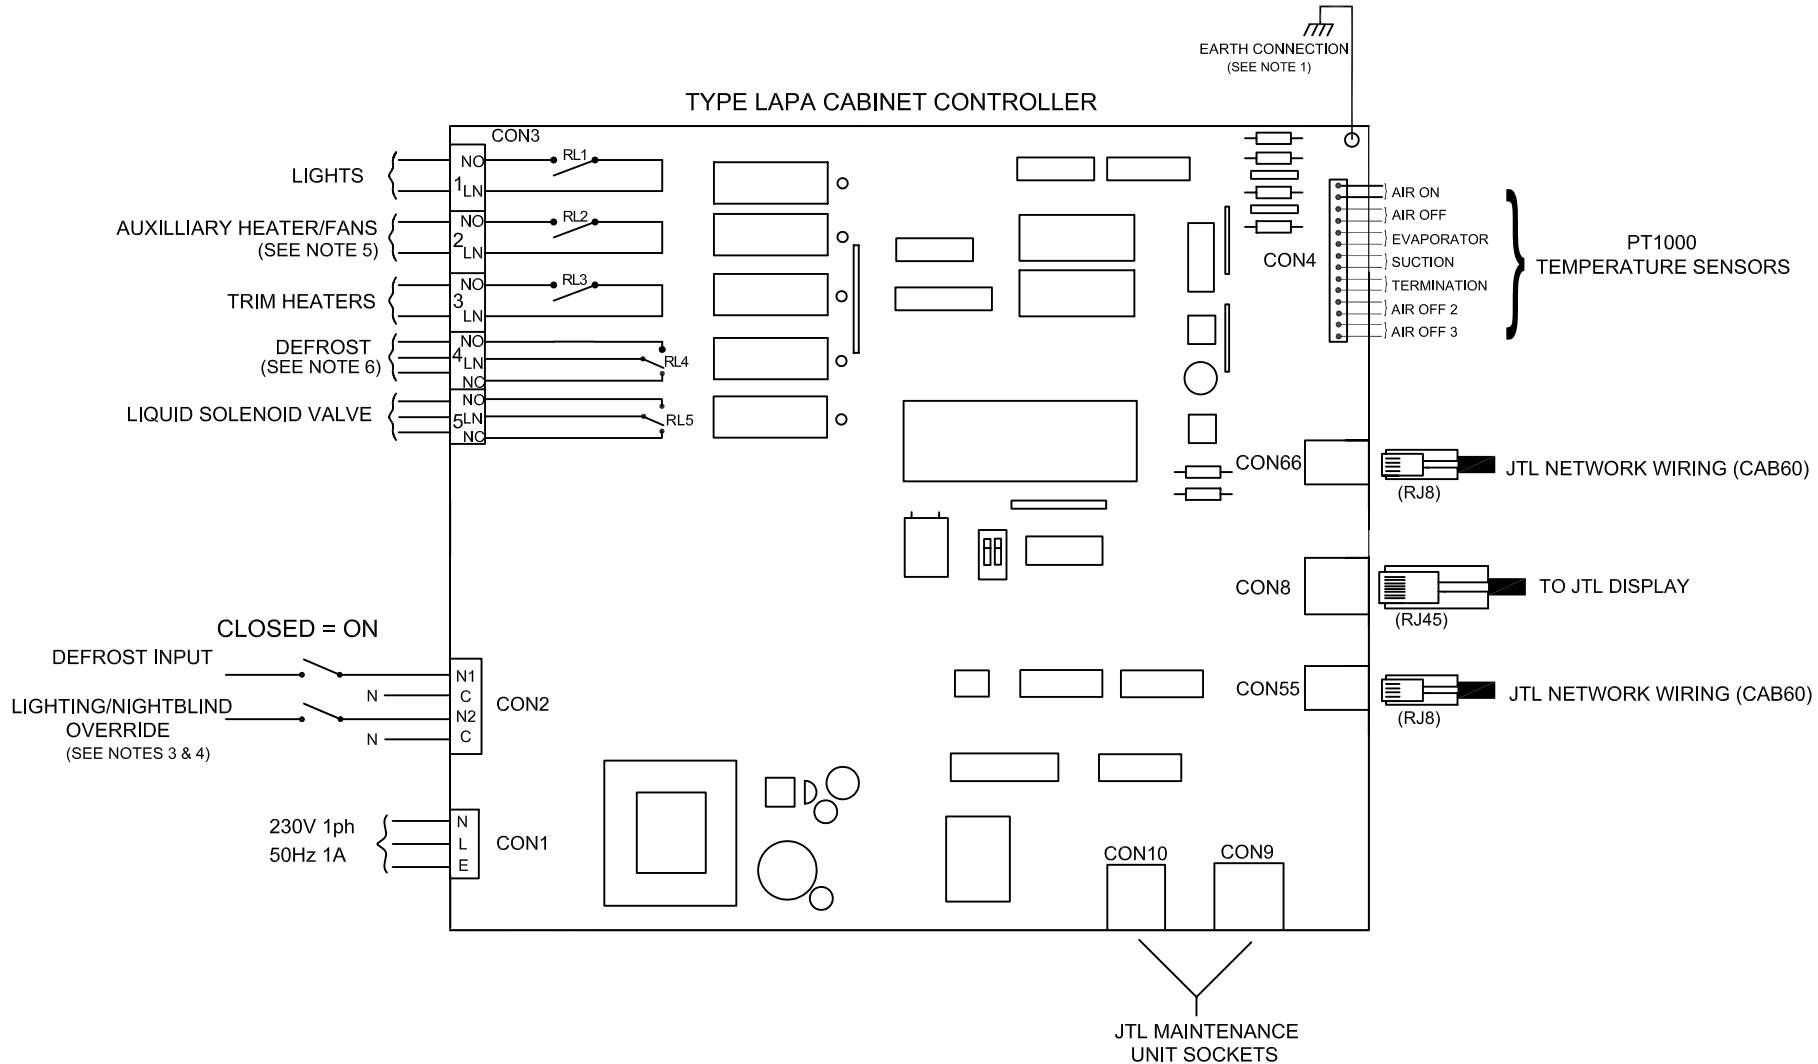 EARTH CONNECTION
(SEE NOTE 1)
TYPE LAPA CABINET CONTROLLER
CON3
LIGHTS
NO
1
LN
RL1
AUXILLIARY HEATER/FANS
(SEE NOTE 5)
NO
2
LN
RL2
TRIM HEATERS
NO
3
LN
RL3
DEFROST
(SEE NOTE 6)
NO
4
LN
NC
RL4
LIQUID SOLENOID VALVE
NO
5
LN
NC
RL5
CON4
AIR ON
AIR OFF
EVAPORATOR
SUCTION
TERMINATION
AIR OFF 2
AIR OFF 3
PT1000
TEMPERATURE SENSORS
CON66
(RJ8)
JTL NETWORK WIRING (CAB60)
CON8
(RJ45)
TO JTL DISPLAY
CON55
(RJ8)
JTL NETWORK WIRING (CAB60)
CLOSED = ON
DEFROST INPUT
N
LIGHTING/NIGHTBLIND
OVERRIDE
(SEE NOTES 3 & 4)
N
N1
C
N2
C
CON2
230V 1ph
50Hz 1A
N
L
E
CON1
CON10
CON9
JTL MAINTENANCE
UNIT SOCKETS